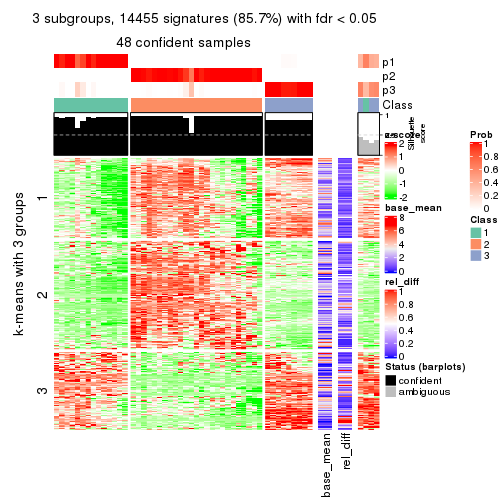 3 subgroups, 14455 signatures (85.7%) with fdr < 0.05
48 confident samples
p1
p2
p3
Class
1
Silhouette
score
z-score
2
1
0
-1
-2
base_mean
8
6
4
2
0
rel_diff
1
0.8
0.6
0.4
0.2
0
Status (barplots)
confident
ambiguous
Prob
1
0.8
0.6
0.4
0.2
0
Class
1
2
3
k-means with 3 groups
1
2
3
base_mean
rel_diff